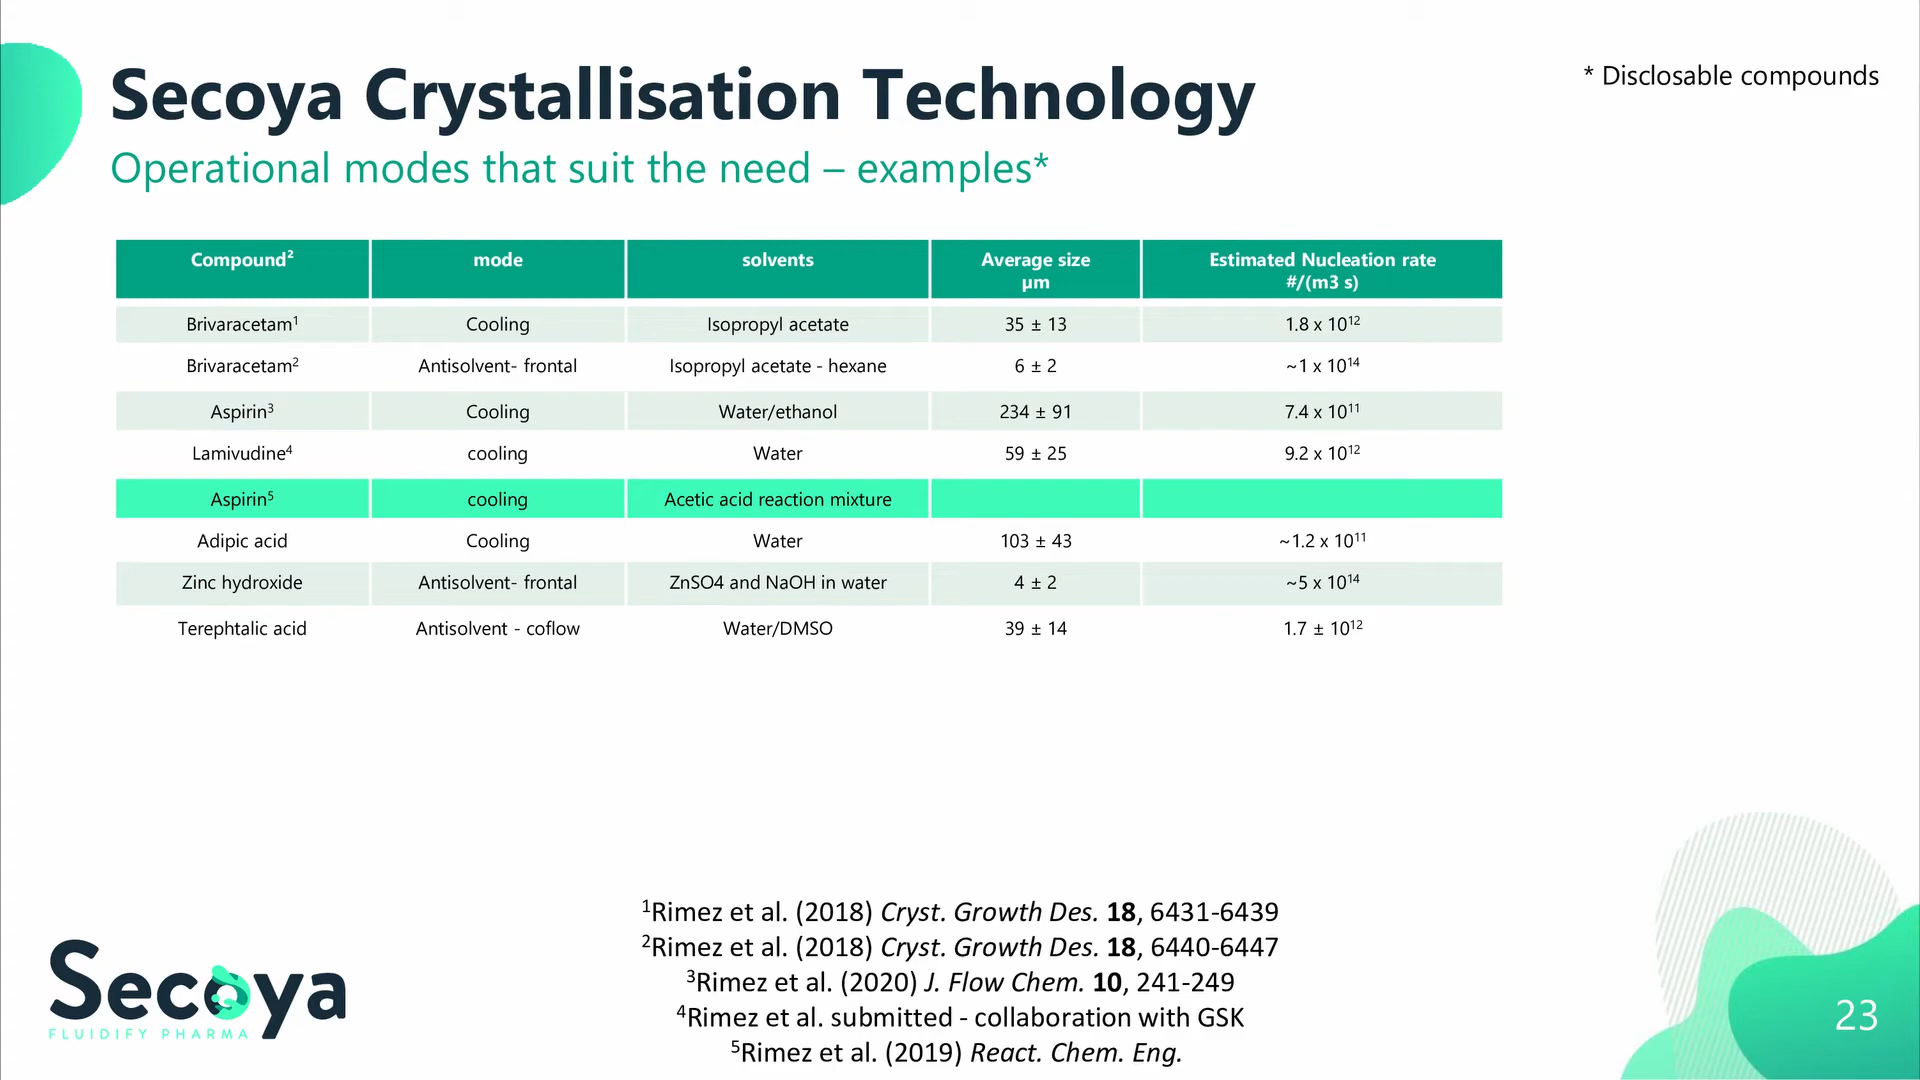 Secoya Crystallisation Technology
* Disclosable compounds
Operational modes that suit the need – examples*
Compound² mode solvents Average size µm Estimated Nucleation rate #/(m3 s)
Brivaracetam¹ Cooling Isopropyl acetate 35 ± 13 1.8 x 10¹²
Brivaracetam² Antisolvent- frontal Isopropyl acetate - hexane 6 ± 2 ~1 x 10¹⁴
Aspirin³ Cooling Water/ethanol 234 ± 91 7.4 x 10¹¹
Lamivudine⁴ cooling Water 59 ± 25 9.2 x 10¹²
Aspirin⁵ cooling Acetic acid reaction mixture
Adipic acid Cooling Water 103 ± 43 ~1.2 x 10¹¹
Zinc hydroxide Antisolvent- frontal ZnSO4 and NaOH in water 4 ± 2 ~5 x 10¹⁴
Terephtalic acid Antisolvent - coflow Water/DMSO 39 ± 14 1.7 ± 10¹²
¹Rimez et al. (2018) Cryst. Growth Des. 18, 6431-6439
²Rimez et al. (2018) Cryst. Growth Des. 18, 6440-6447
³Rimez et al. (2020) J. Flow Chem. 10, 241-249
⁴Rimez et al. submitted - collaboration with GSK
⁵Rimez et al. (2019) React. Chem. Eng.
Secoya
FLUIDIFY PHARMA
23